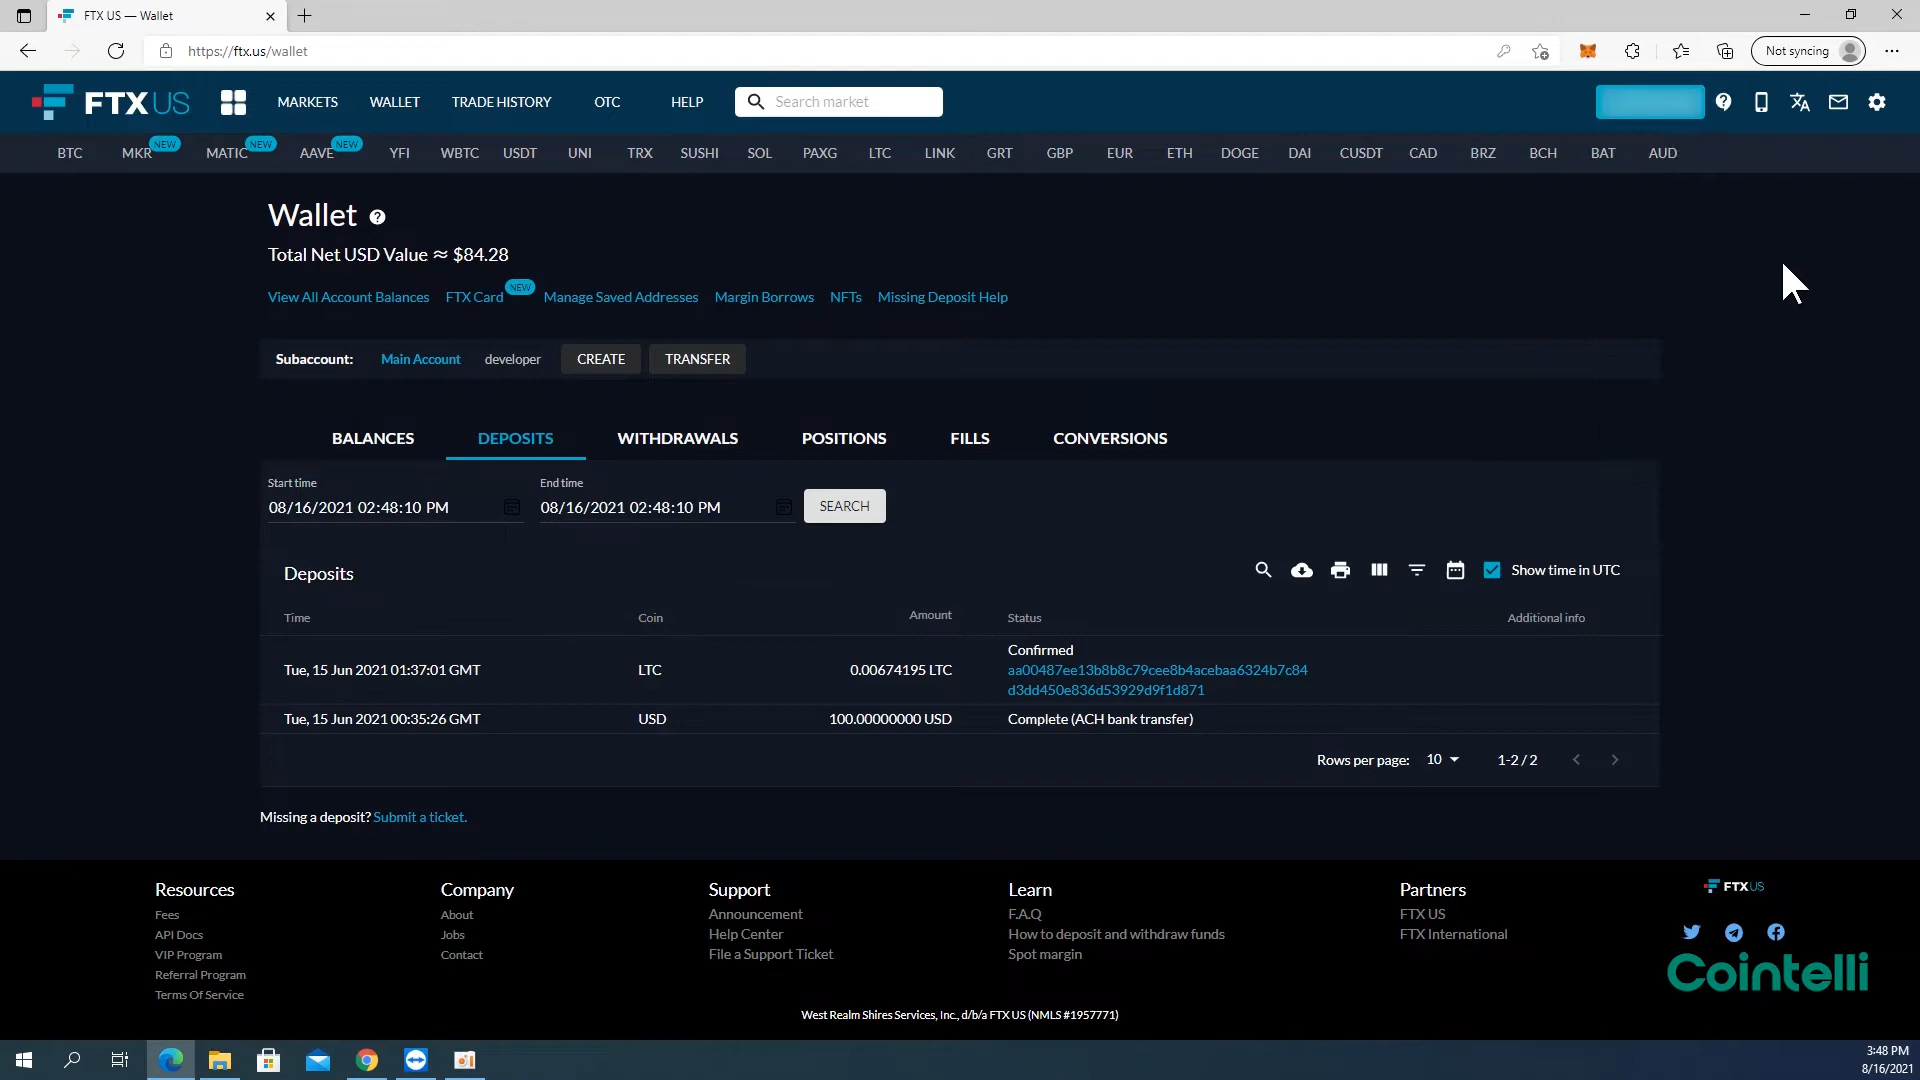 FTX US — Wallet
https://ftx.us/wallet
Not syncing
FTX US
MARKETS
WALLET
TRADE HISTORY
OTC
HELP
Search market
BTC
MKR NEW
MATIC NEW
AAVE NEW
YFI
WBTC
USDT
UNI
TRX
SUSHI
SOL
PAXG
LTC
LINK
GRT
GBP
EUR
ETH
DOGE
DAI
CUSDT
CAD
BRZ
BCH
BAT
AUD
Wallet
Total Net USD Value ≈ $84.28
View All Account Balances
FTX Card NEW
Manage Saved Addresses
Margin Borrows
NFTs
Missing Deposit Help
Subaccount:
Main Account
developer
CREATE
TRANSFER
BALANCES
DEPOSITS
WITHDRAWALS
POSITIONS
FILLS
CONVERSIONS
Start time
End time
08/16/2021 02:48:10 PM
08/16/2021 02:48:10 PM
SEARCH
Deposits
Show time in UTC
Time
Coin
Amount
Status
Additional info
Tue, 15 Jun 2021 01:37:01 GMT
LTC
0.00674195 LTC
Confirmed
aa00487ee13b8b8c79cee8b4acebaa6324b7c84
d3dd450e836d53929d9f1d871
Tue, 15 Jun 2021 00:35:26 GMT
USD
100.00000000 USD
Complete (ACH bank transfer)
Rows per page:
10
1-2 / 2
Missing a deposit? Submit a ticket.
Resources
Fees
API Docs
VIP Program
Referral Program
Terms Of Service
Company
About
Jobs
Contact
Support
Announcement
Help Center
File a Support Ticket
Learn
F.A.Q
How to deposit and withdraw funds
Spot margin
Partners
FTX US
FTX International
FTX US
Cointelli
West Realm Shires Services, Inc., d/b/a FTX US (NMLS #1957771)
3:48 PM
8/16/2021